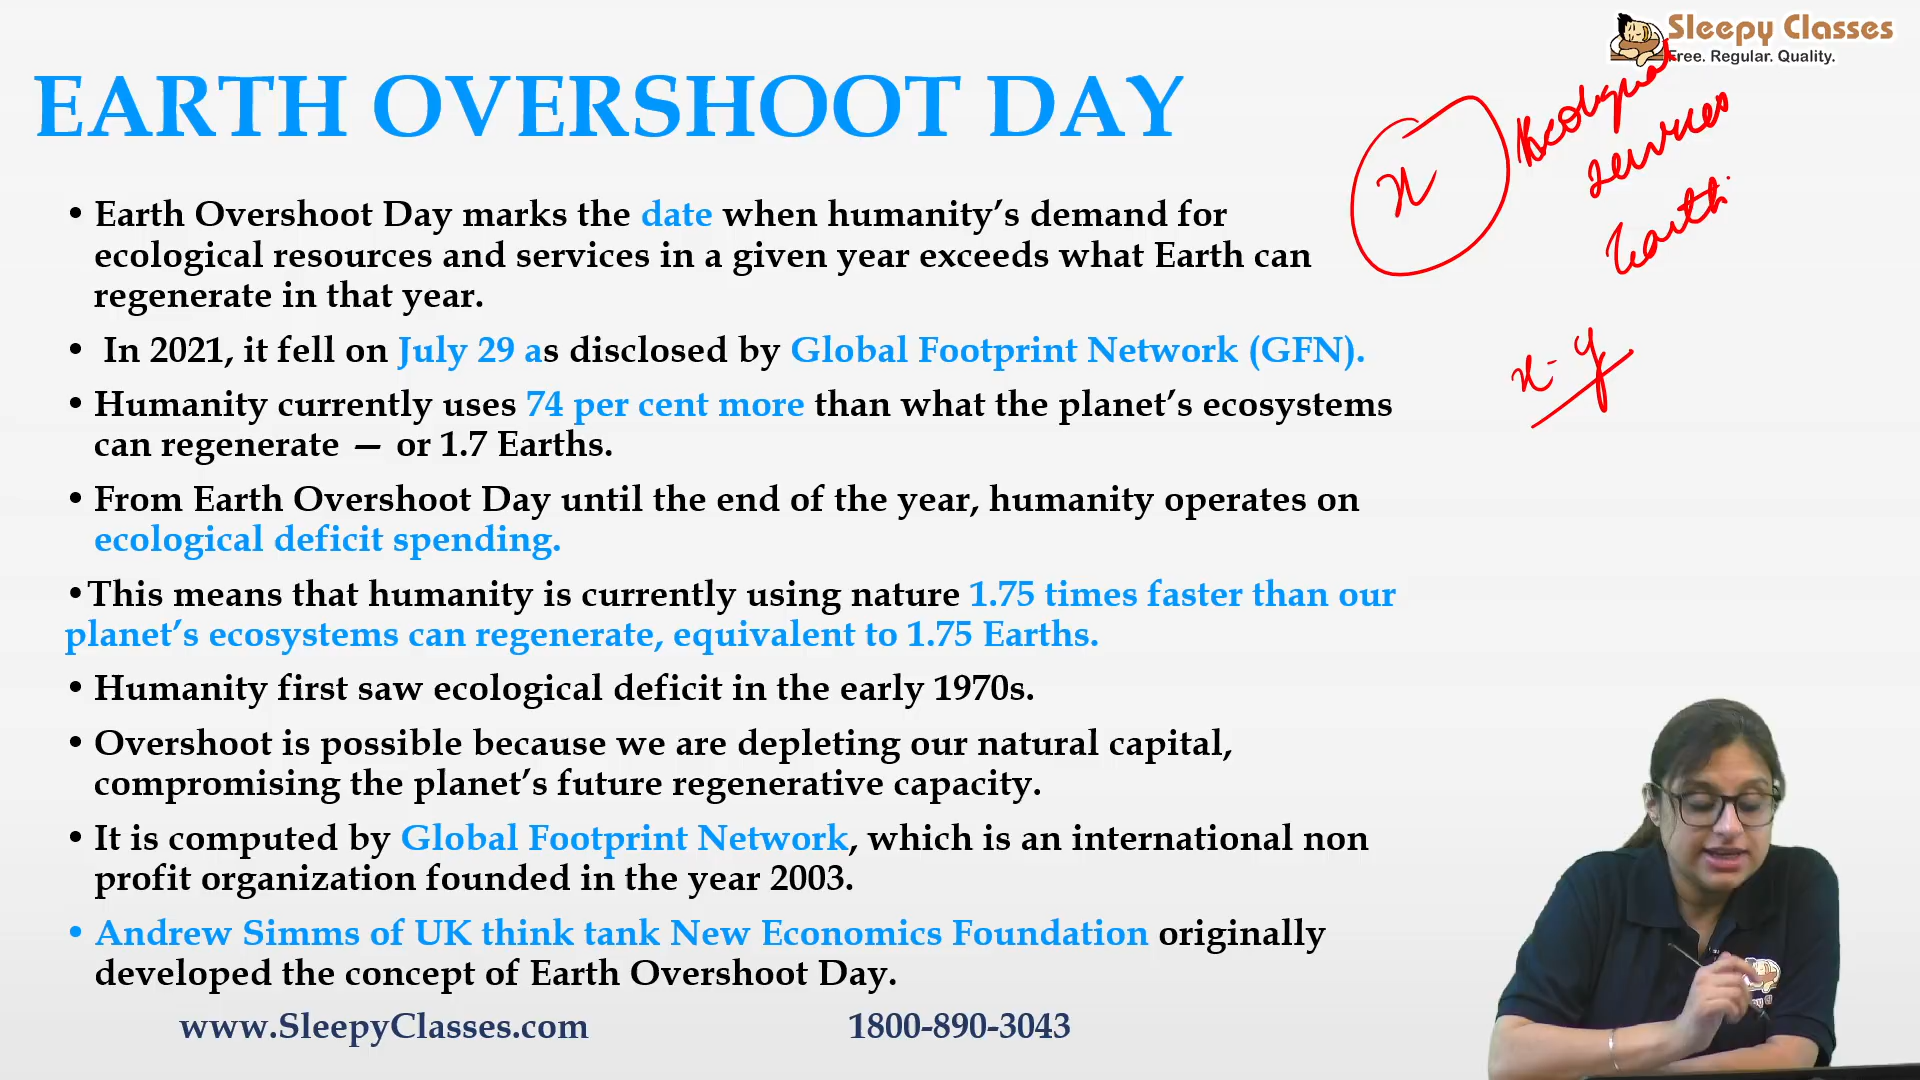 Sleepy Classes
Free. Regular. Quality.
EARTH OVERSHOOT DAY
• Earth Overshoot Day marks the date when humanity’s demand for
ecological resources and services in a given year exceeds what Earth can
regenerate in that year.
• In 2021, it fell on July 29 as disclosed by Global Footprint Network (GFN).
• Humanity currently uses 74 per cent more than what the planet’s ecosystems
can regenerate — or 1.7 Earths.
• From Earth Overshoot Day until the end of the year, humanity operates on
ecological deficit spending.
•This means that humanity is currently using nature 1.75 times faster than our
planet’s ecosystems can regenerate, equivalent to 1.75 Earths.
• Humanity first saw ecological deficit in the early 1970s.
• Overshoot is possible because we are depleting our natural capital,
compromising the planet’s future regenerative capacity.
• It is computed by Global Footprint Network, which is an international non
profit organization founded in the year 2003.
• Andrew Simms of UK think tank New Economics Foundation originally
developed the concept of Earth Overshoot Day.
www.SleepyClasses.com 1800-890-3043
x
Ecological
services
Earth
x - y